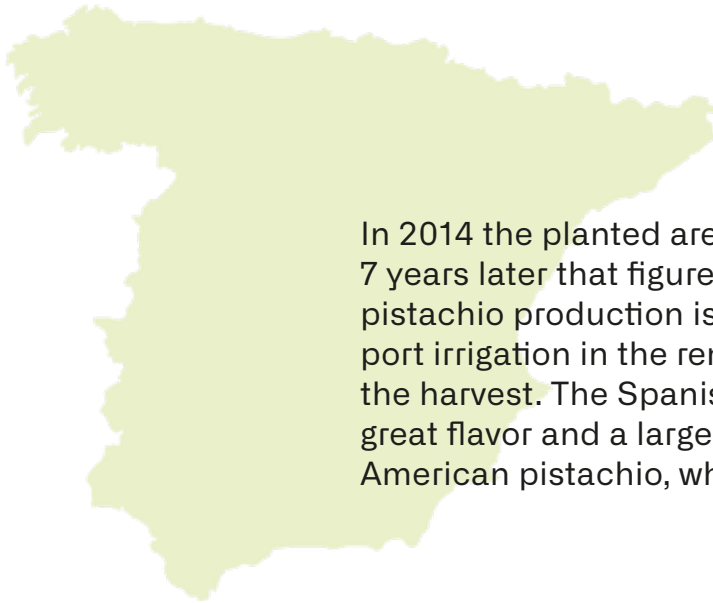 In 2014 the planted are
7 years later that figure
pistachio production is
port irrigation in the rer
the harvest. The Spanis
great flavor and a large
American pistachio, wh